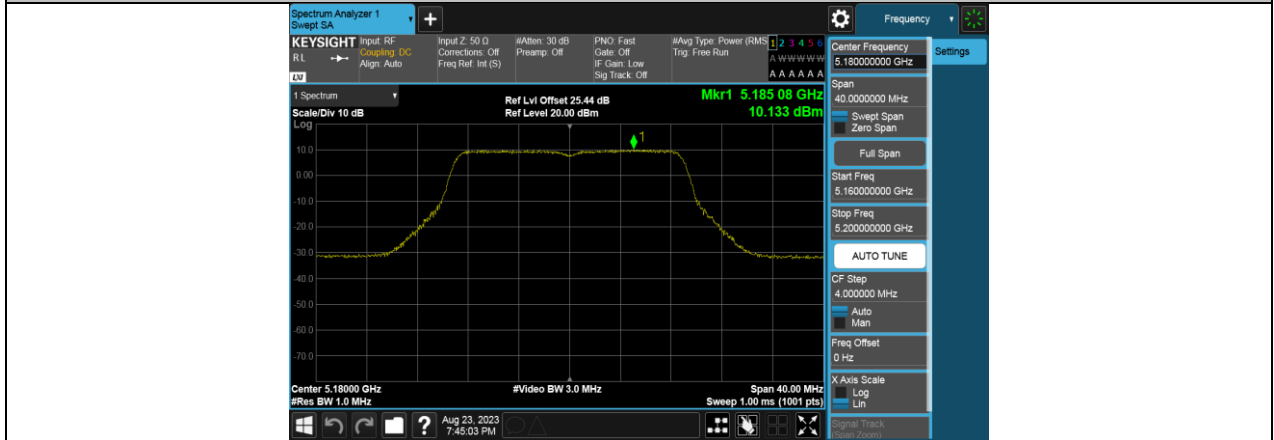 Spectrum Analyzer 1
Swept SA
+
Frequency
KEYSIGHT
RL
LXI
Input: RF
Coupling: DC
Align: Auto
Input Z: 50 Ω
Corrections: Off
Freq Ref: Int (S)
#Atten: 30 dB
Preamp: Off
PNO: Fast
Gate: Off
IF Gain: Low
Sig Track: Off
#Avg Type: Power (RMS
Trig: Free Run
1 2 3 4 5 6
A W W W W W
A A A A A A
Center Frequency
5.180000000 GHz
Settings
Span
40.0000000 MHz
Swept Span
Zero Span
Full Span
Start Freq
5.160000000 GHz
Stop Freq
5.200000000 GHz
AUTO TUNE
CF Step
4.000000 MHz
Auto
Man
Freq Offset
0 Hz
X Axis Scale
Log
Lin
Signal Track
(Span Zoom)
1 Spectrum
Scale/Div 10 dB
Log
Ref Lvl Offset 25.44 dB
Ref Level 20.00 dBm
Mkr1 5.185 08 GHz
10.133 dBm
1
10.0
0.00
-10.0
-20.0
-30.0
-40.0
-50.0
-60.0
-70.0
Center 5.18000 GHz
#Res BW 1.0 MHz
#Video BW 3.0 MHz
Span 40.00 MHz
Sweep 1.00 ms (1001 pts)
?
Aug 23, 2023
7:45:03 PM